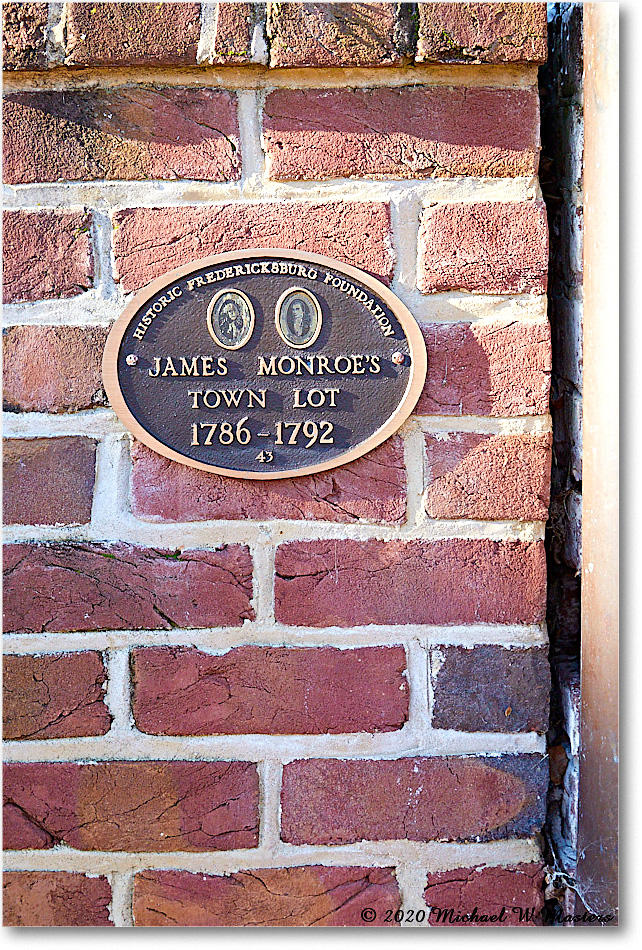 HISTORIC FREDERICKSBURG FOUNDATION
JAMES MONROE'S
TOWN LOT
1786-1792
43
© 2020 Michael W. Masters